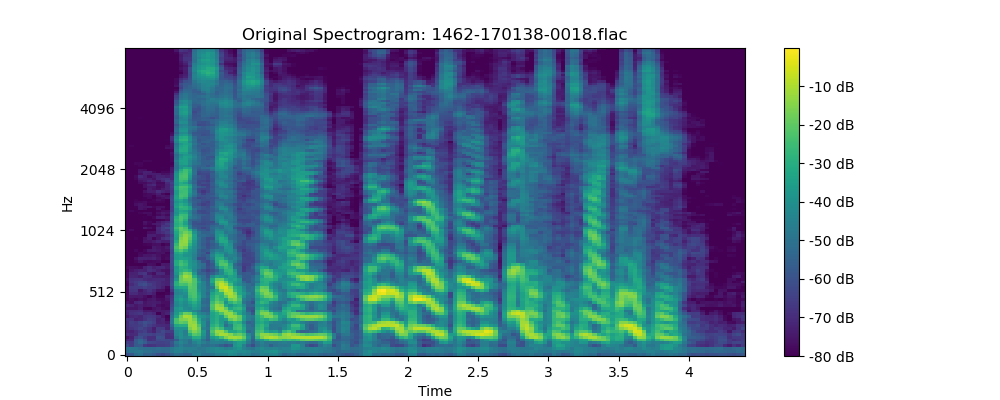 Original Spectrogram: 1462-170138-0018.flac
Hz
4096
2048
1024
512
0
0 0.5 1 1.5 2 2.5 3 3.5 4
Time
-10 dB
-20 dB
-30 dB
-40 dB
-50 dB
-60 dB
-70 dB
-80 dB